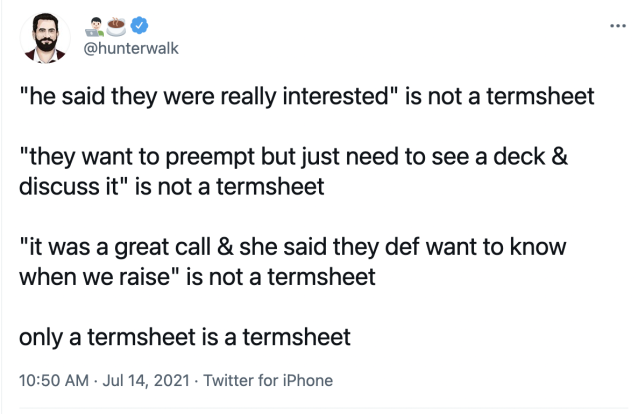 @hunterwalk
"he said they were really interested" is not a termsheet
"they want to preempt but just need to see a deck &
discuss it" is not a termsheet
"it was a great call & she said they def want to know
when we raise" is not a termsheet
only a termsheet is a termsheet
10:50 AM · Jul 14, 2021 · Twitter for iPhone